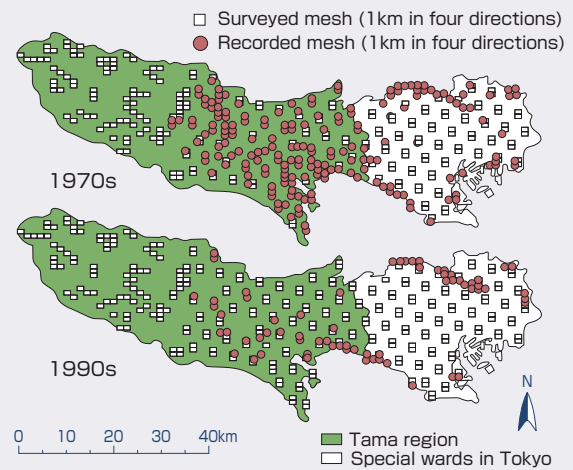 Surveyed mesh (1km in four directions)
Recorded mesh (1km in four directions)
1970s
1990s
N
0 10 20 30 40km
Tama region
Special wards in Tokyo